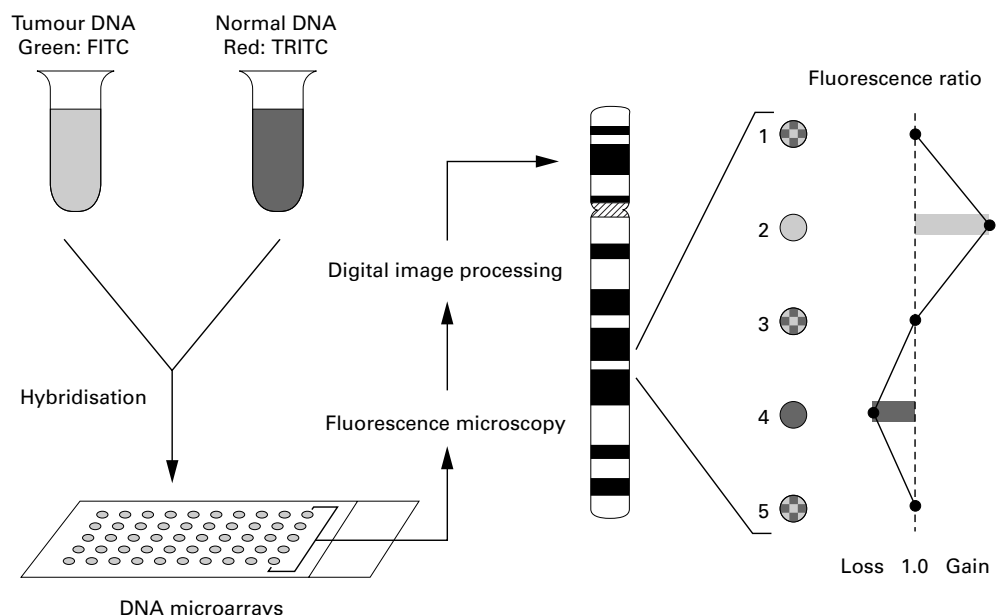 Tumour DNA
Green: FITC
Normal DNA
Red: TRITC
Fluorescence ratio
1
2
Digital image processing
3
Hybridisation
Fluorescence microscopy
4
5
Loss 1.0 Gain
DNA microarrays